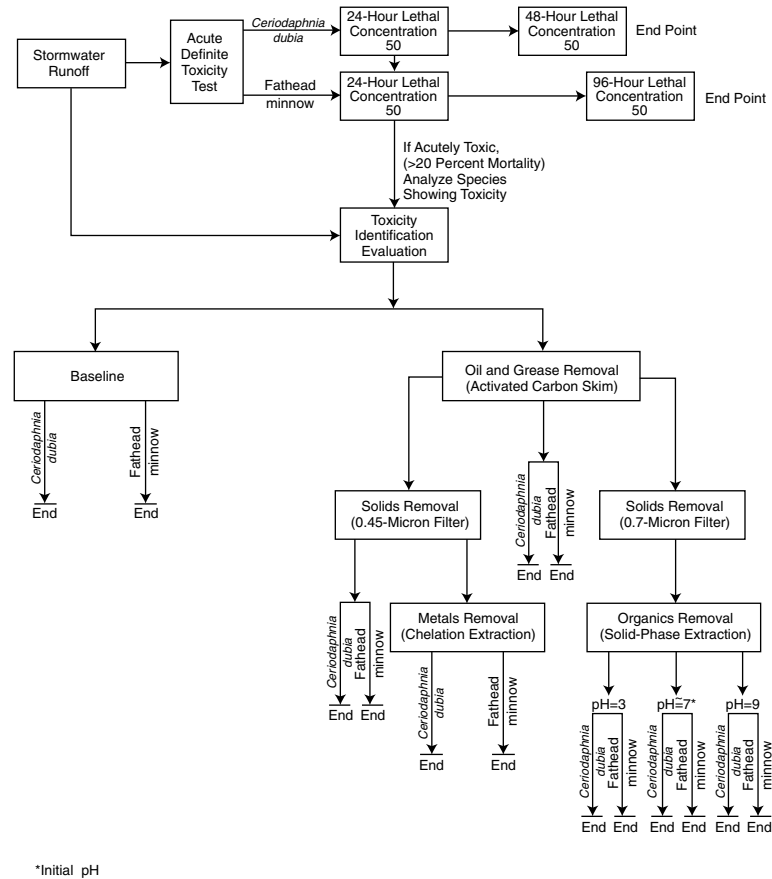 Stormwater
Runoff
Acute
Definite
Toxicity
Test
Ceriodaphnia
dubia
Fathead
minnow
24-Hour Lethal
Concentration
50
48-Hour Lethal
Concentration
50
End Point
24-Hour Lethal
Concentration
50
96-Hour Lethal
Concentration
50
End Point
If Acutely Toxic,
(>20 Percent Mortality)
Analyze Species
Showing Toxicity
Toxicity
Identification
Evaluation
Baseline
Ceriodaphnia
dubia
End
Fathead
minnow
End
Oil and Grease Removal
(Activated Carbon Skim)
Ceriodaphnia
dubia
Fathead
minnow
End
End
Solids Removal
(0.45-Micron Filter)
Ceriodaphnia
dubia
Fathead
minnow
End
End
Metals Removal
(Chelation Extraction)
Ceriodaphnia
dubia
End
Fathead
minnow
End
Solids Removal
(0.7-Micron Filter)
Organics Removal
(Solid-Phase Extraction)
pH=3
Ceriodaphnia
dubia
Fathead
minnow
End
End
pH≃7*
Ceriodaphnia
dubia
Fathead
minnow
End
End
pH=9
Ceriodaphnia
dubia
Fathead
minnow
End
End
*Initial pH